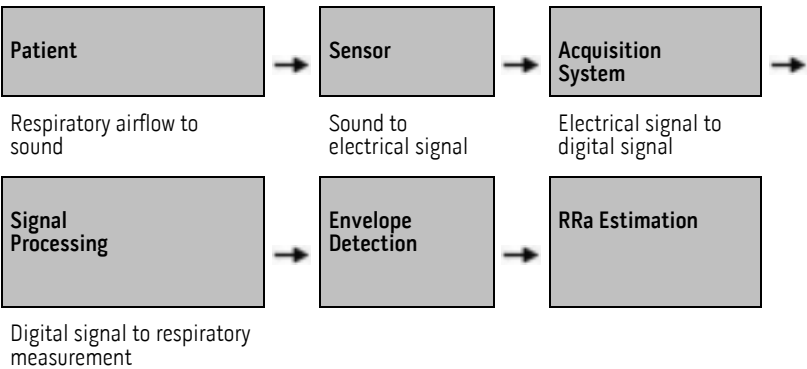 Patient
Sensor
Acquisition
System
Respiratory airflow to
sound
Sound to
electrical signal
Electrical signal to
digital signal
Signal
Processing
Envelope
Detection
RRa Estimation
Digital signal to respiratory
measurement